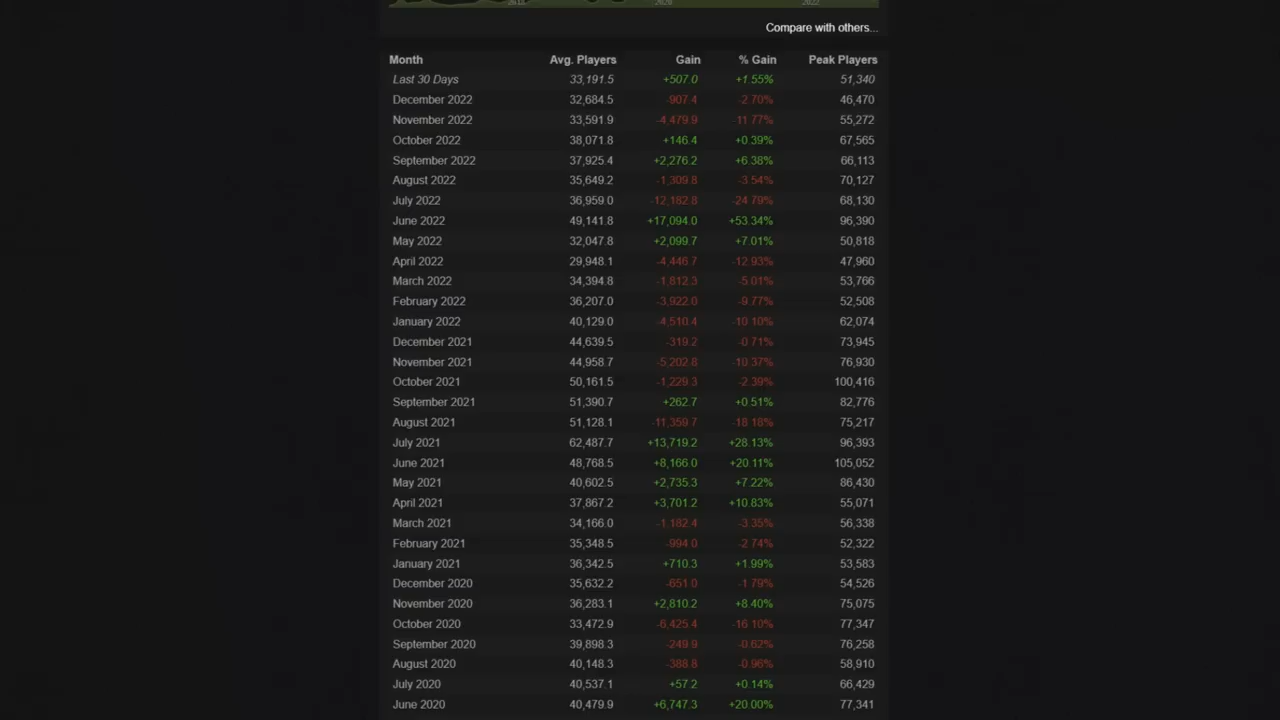 2020
2022
Compare with others...
Month Avg. Players Gain % Gain Peak Players
Last 30 Days 33,191.5 +507.0 +1.55% 51,340
December 2022 32,684.5 -907.4 -2.70% 46,470
November 2022 33,591.9 -4,479.9 -11.77% 55,272
October 2022 38,071.8 +146.4 +0.39% 67,565
September 2022 37,925.4 +2,276.2 +6.38% 66,113
August 2022 35,649.2 -1,309.8 -3.54% 70,127
July 2022 36,959.0 -12,182.8 -24.79% 68,130
June 2022 49,141.8 +17,094.0 +53.34% 96,390
May 2022 32,047.8 +2,099.7 +7.01% 50,818
April 2022 29,948.1 -4,446.7 -12.93% 47,960
March 2022 34,394.8 -1,812.3 -5.01% 53,766
February 2022 36,207.0 -3,922.0 -9.77% 52,508
January 2022 40,129.0 -4,510.4 -10.10% 62,074
December 2021 44,639.5 -319.2 -0.71% 73,945
November 2021 44,958.7 -5,202.8 -10.37% 76,930
October 2021 50,161.5 -1,229.3 -2.39% 100,416
September 2021 51,390.7 +262.7 +0.51% 82,776
August 2021 51,128.1 -11,359.7 -18.18% 75,217
July 2021 62,487.7 +13,719.2 +28.13% 96,393
June 2021 48,768.5 +8,166.0 +20.11% 105,052
May 2021 40,602.5 +2,735.3 +7.22% 86,430
April 2021 37,867.2 +3,701.2 +10.83% 55,071
March 2021 34,166.0 -1,182.4 -3.35% 56,338
February 2021 35,348.5 -994.0 -2.74% 52,322
January 2021 36,342.5 +710.3 +1.99% 53,583
December 2020 35,632.2 -651.0 -1.79% 54,526
November 2020 36,283.1 +2,810.2 +8.40% 75,075
October 2020 33,472.9 -6,425.4 -16.10% 77,347
September 2020 39,898.3 -249.9 -0.62% 76,258
August 2020 40,148.3 -388.8 -0.96% 58,910
July 2020 40,537.1 +57.2 +0.14% 66,429
June 2020 40,479.9 +6,747.3 +20.00% 77,341